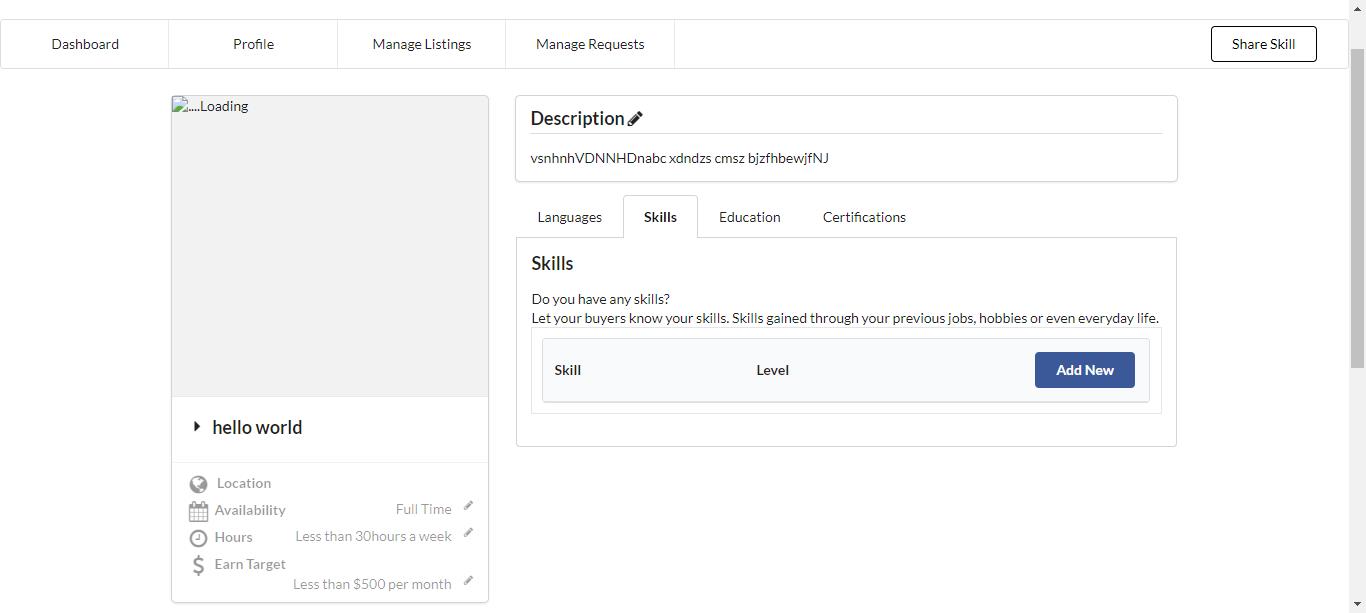 Dashboard
Profile
Manage Listings
Manage Requests
Share Skill
....Loading
hello world
Location
Availability
Full Time
Hours
Less than 30hours a week
Earn Target
Less than $500 per month
Description
vsnhnhVDNNHDnabc xdndzs cmsz bjzfhbewjfNJ
Languages
Skills
Education
Certifications
Skills
Do you have any skills?
Let your buyers know your skills. Skills gained through your previous jobs, hobbies or even everyday life.
Skill
Level
Add New